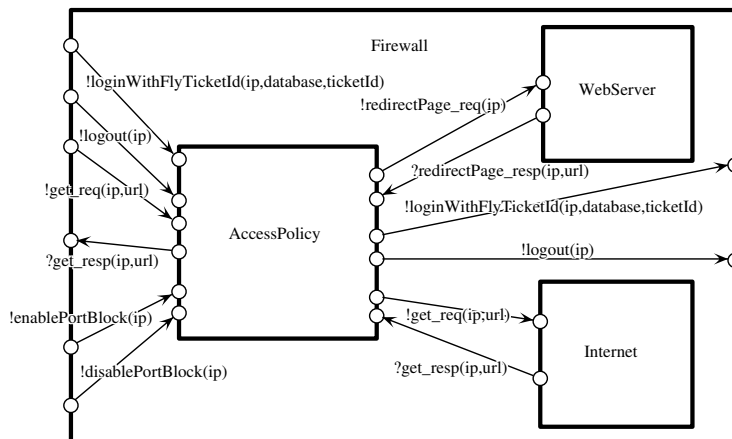 Firewall
!loginWithFlyTicketId(ip,database,ticketId)
WebServer
!redirectPage_req(ip)
!logout(ip)
?redirectPage_resp(ip,url)
!get_req(ip,url)
!loginWithFlyTicketId(ip,database,ticketId)
AccessPolicy
!logout(ip)
?get_resp(ip,url)
!enablePortBlock(ip)
!get_req(ip,url)
Internet
?get_resp(ip,url)
!disablePortBlock(ip)